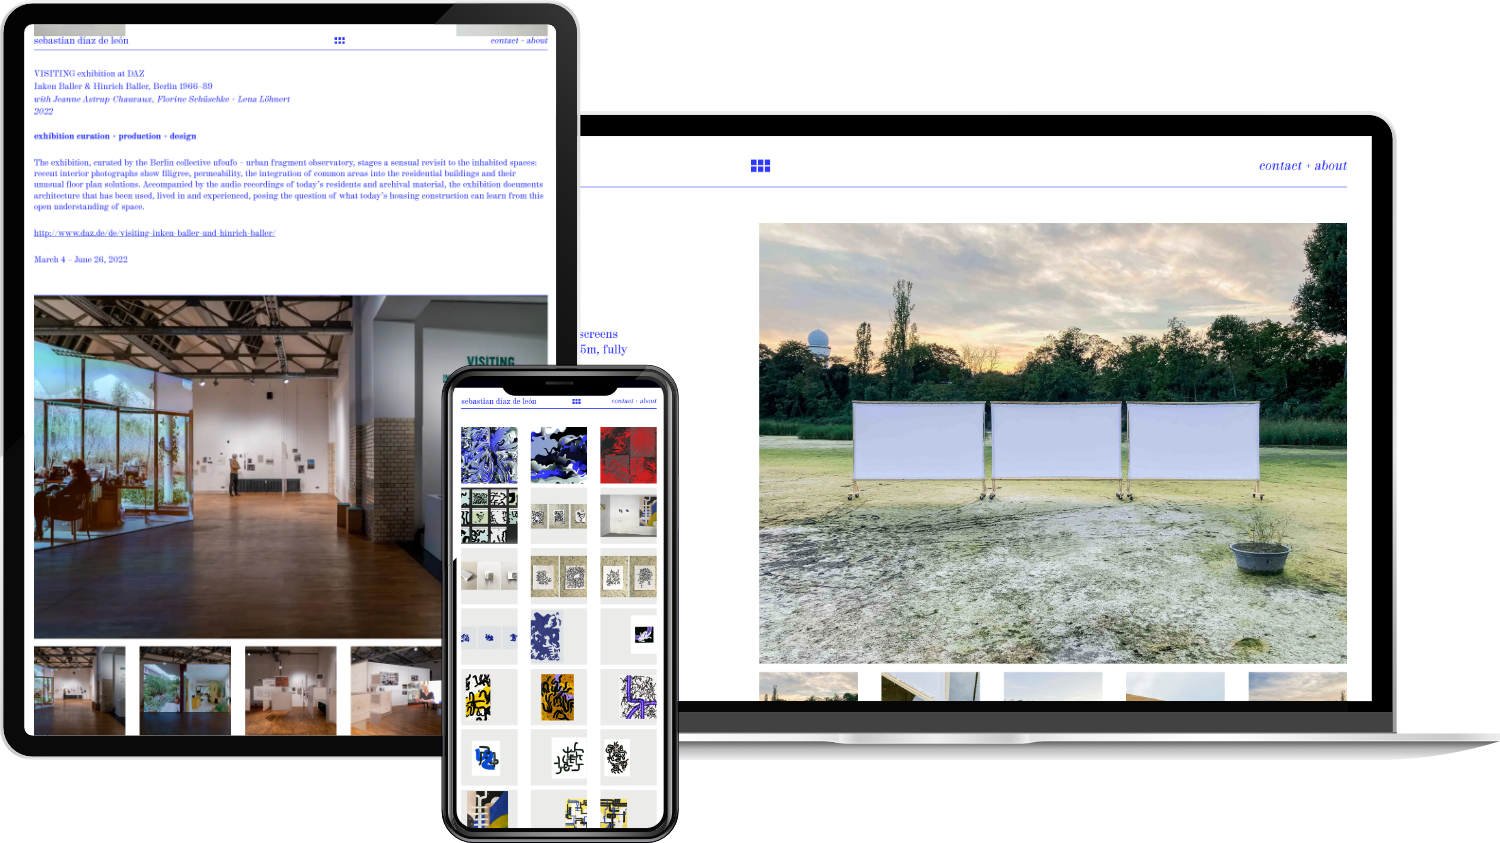 sebastian díaz de león
contact + about
VISITING exhibition at DAZ
Inken Baller & Hinrich Baller, Berlin 1966-89
with Jeanne Astrup-Chauvaux, Florine Schüschke + Lena Löhnert
2022
exhibition curation + production + design
The exhibition, curated by the Berlin collective ufoufo - urban fragment observatory, stages a sensual revisit to the inhabited spaces:
recent interior photographs show filigree, permeability, the integration of common areas into the residential buildings and their
unusual floor plan solutions. Accompanied by the audio recordings of today's residents and archival material, the exhibition documents
architecture that has been used, lived in and experienced, posing the question of what today's housing construction can learn from this
open understanding of space.
http://www.daz.de/de/visiting-inken-baller-und-hinrich-baller/
March 4 – June 26, 2022
VISITING
contact + about
screens
5m, fully
sebastian díaz de león
contact + about